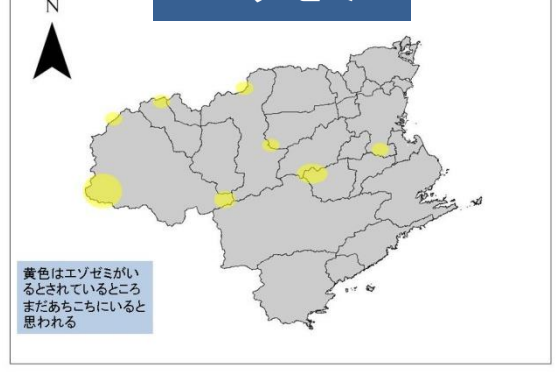 N
黄色はエゾゼミがい
るとされているところ
まだあちこちにいると
思われる